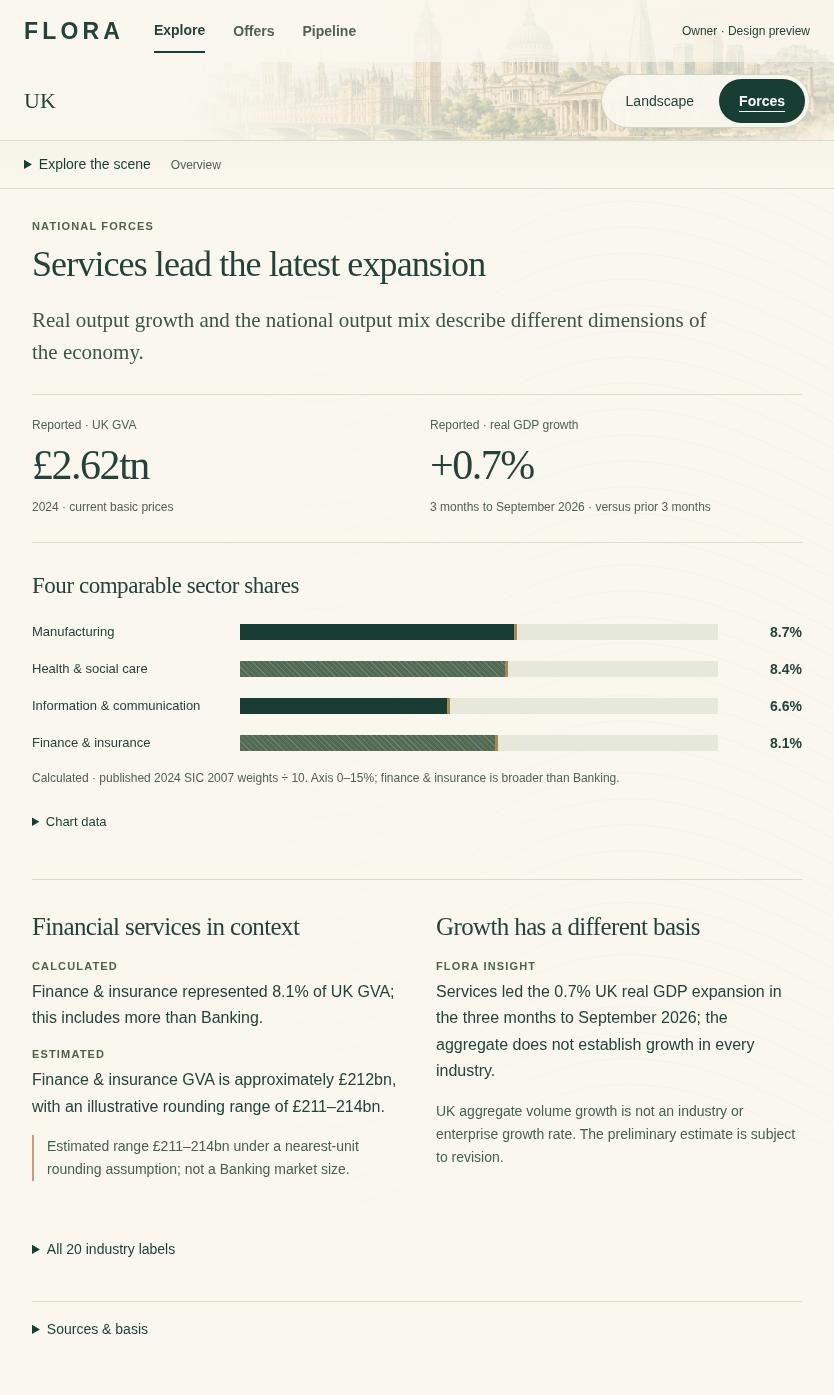 FLORA
Explore
Offers
Pipeline
Owner · Design preview
UK
Landscape
Forces
Explore the scene
Overview
NATIONAL FORCES
Services lead the latest expansion
Real output growth and the national output mix describe different dimensions of
the economy.
Reported · UK GVA
£2.62tn
2024 · current basic prices
Reported · real GDP growth
+0.7%
3 months to September 2026 · versus prior 3 months
Four comparable sector shares
Manufacturing 8.7%
Health & social care 8.4%
Information & communication 6.6%
Finance & insurance 8.1%
Calculated · published 2024 SIC 2007 weights ÷ 10. Axis 0–15%; finance & insurance is broader than Banking.
Chart data
Financial services in context
CALCULATED
Finance & insurance represented 8.1% of UK GVA;
this includes more than Banking.
ESTIMATED
Finance & insurance GVA is approximately £212bn,
with an illustrative rounding range of £211–214bn.
Estimated range £211–214bn under a nearest-unit
rounding assumption; not a Banking market size.
Growth has a different basis
FLORA INSIGHT
Services led the 0.7% UK real GDP expansion in
the three months to September 2026; the
aggregate does not establish growth in every
industry.
UK aggregate volume growth is not an industry or
enterprise growth rate. The preliminary estimate is subject
to revision.
All 20 industry labels
Sources & basis